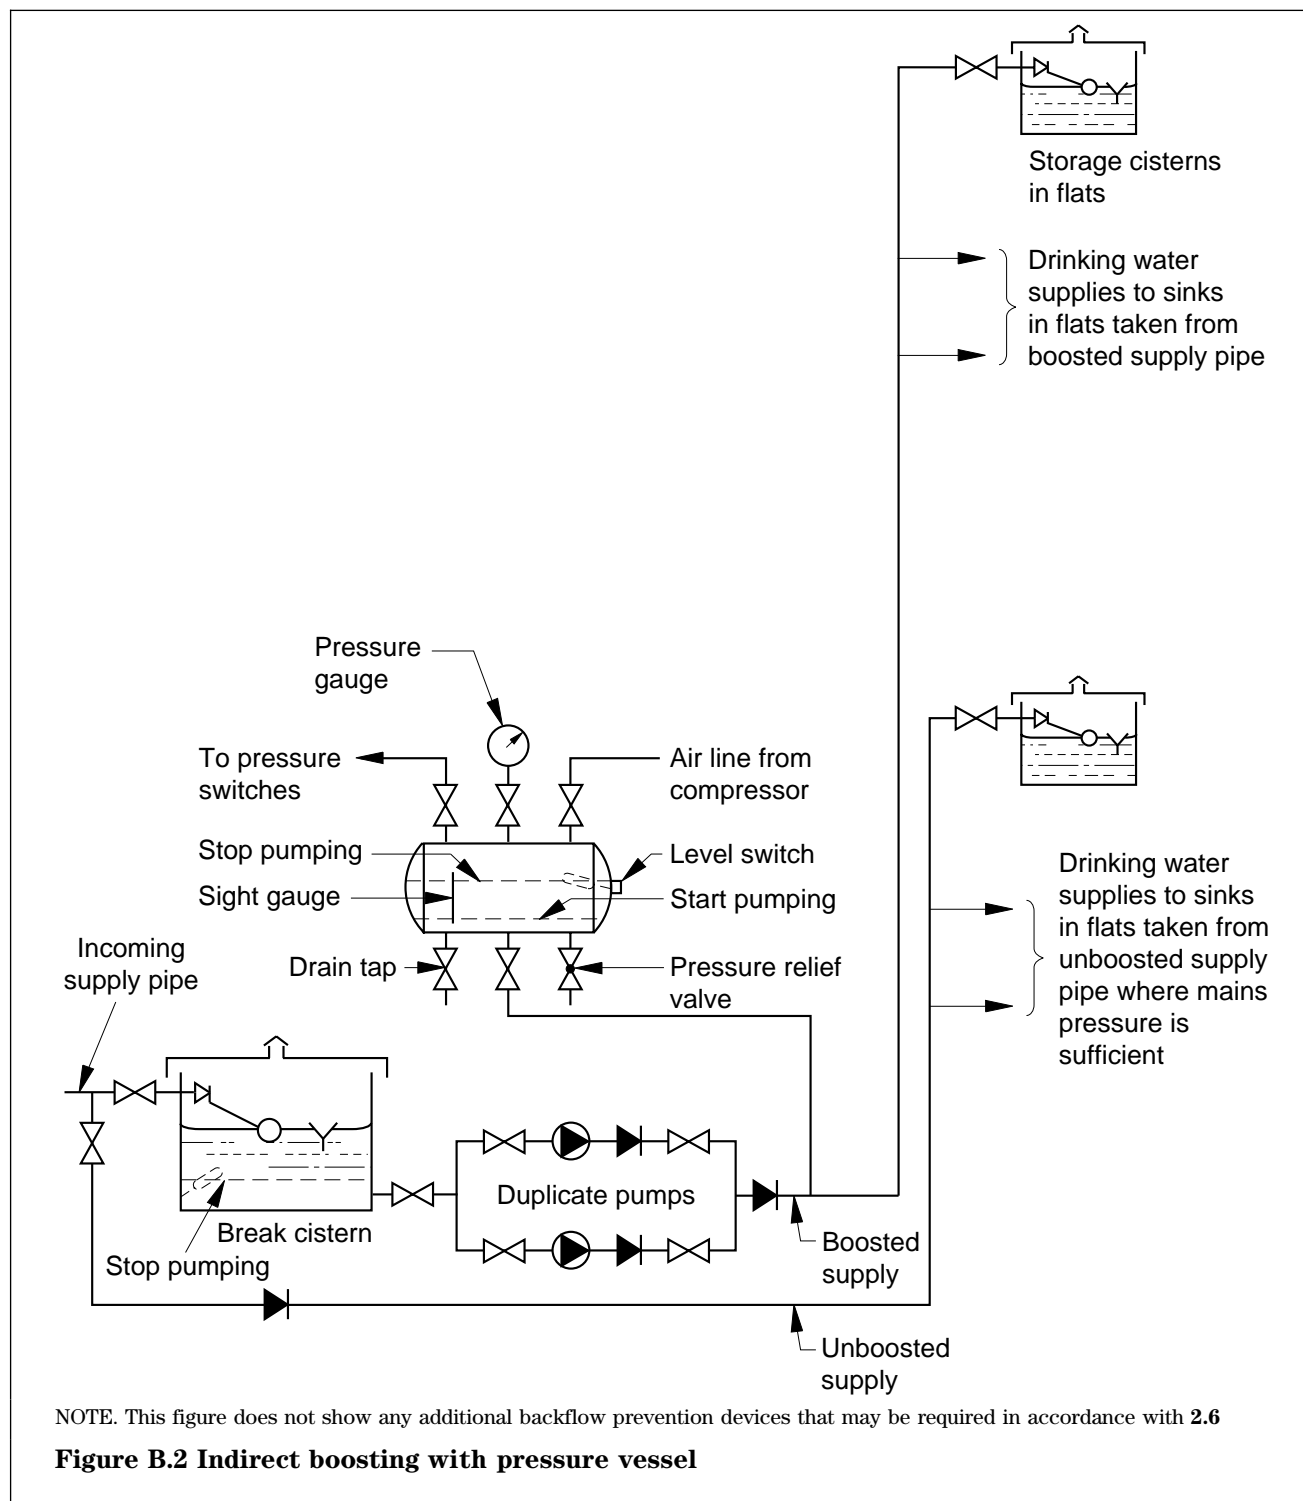 Storage cisterns
in flats
Drinking water
supplies to sinks
in flats taken from
boosted supply pipe
Pressure
gauge
To pressure
switches
Air line from
compressor
Stop pumping
Level switch
Sight gauge
Start pumping
Drain tap
Pressure relief
valve
Incoming
supply pipe
Drinking water
supplies to sinks
in flats taken from
unboosted supply
pipe where mains
pressure is
sufficient
Duplicate pumps
Break cistern
Stop pumping
Boosted
supply
Unboosted
supply
NOTE. This figure does not show any additional backflow prevention devices that may be required in accordance with 2.6
Figure B.2 Indirect boosting with pressure vessel